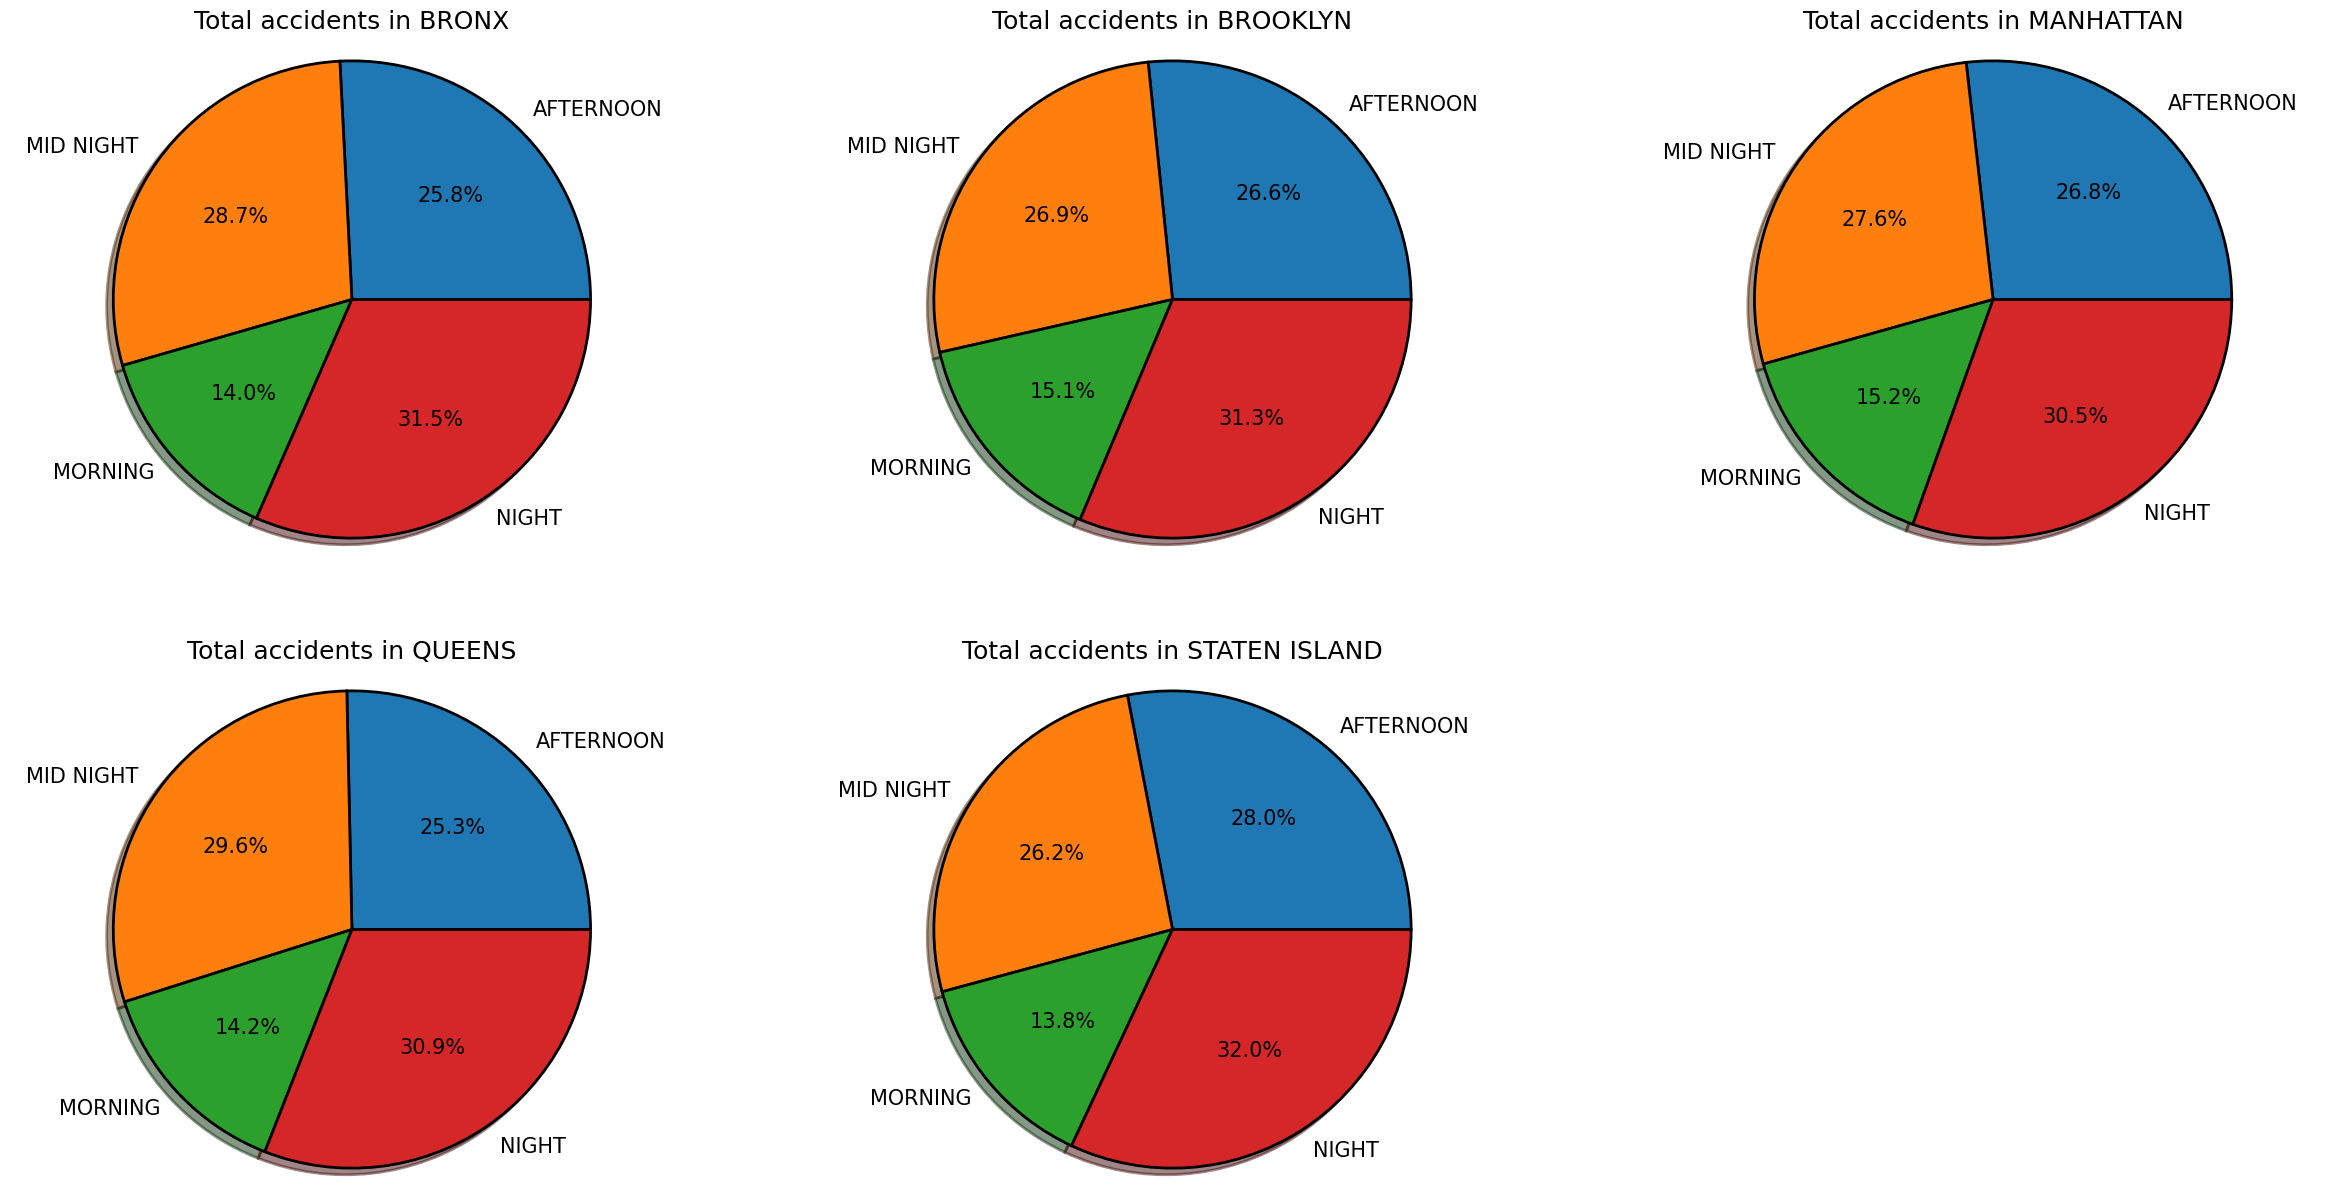 Total accidents in BRONX
AFTERNOON
MID NIGHT
25.8%
28.7%
14.0%
31.5%
MORNING
NIGHT
Total accidents in BROOKLYN
AFTERNOON
MID NIGHT
26.6%
26.9%
15.1%
31.3%
MORNING
NIGHT
Total accidents in MANHATTAN
AFTERNOON
MID NIGHT
26.8%
27.6%
15.2%
30.5%
MORNING
NIGHT
Total accidents in QUEENS
AFTERNOON
MID NIGHT
25.3%
29.6%
14.2%
30.9%
MORNING
NIGHT
Total accidents in STATEN ISLAND
AFTERNOON
MID NIGHT
28.0%
26.2%
13.8%
32.0%
MORNING
NIGHT